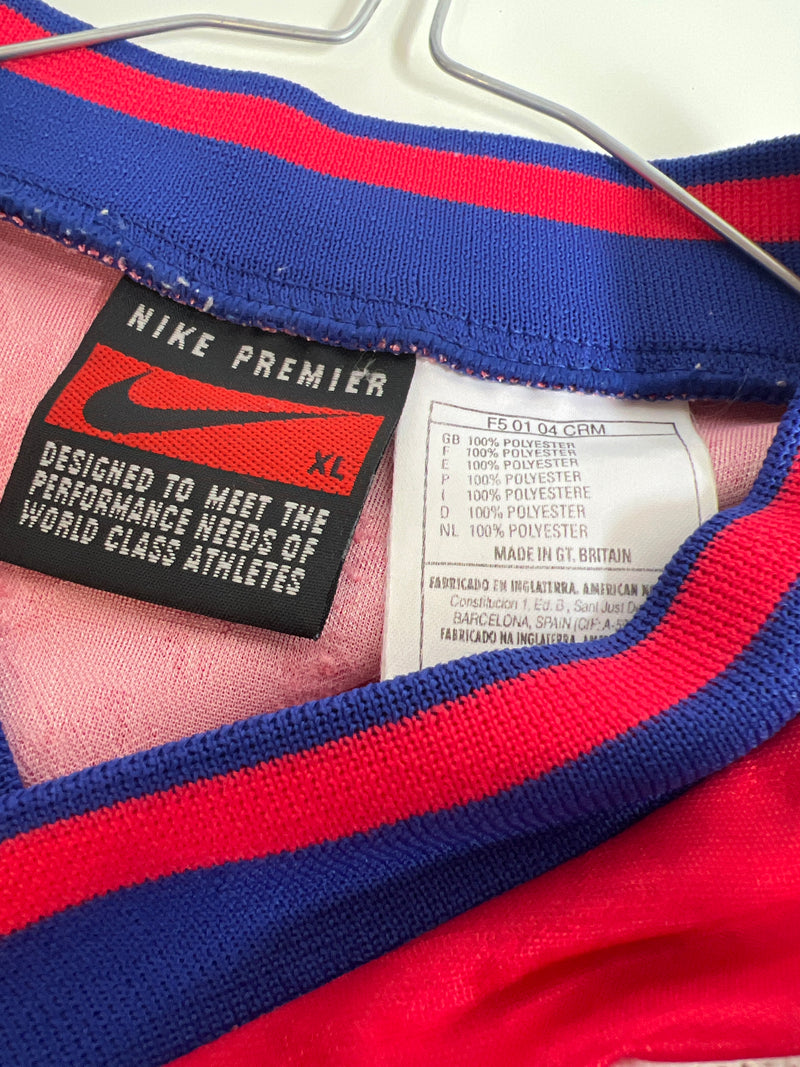 NIKE PREMIER
XL
DESIGNED TO MEET THE
PERFORMANCE NEEDS OF
WORLD CLASS ATHLETES
F5 01 04 CRM
GB 100% POLYESTER
F 100% POLYESTER
E 100% POLYESTER
P 100% POLYESTER
I 100% POLYESTERE
D 100% POLYESTER
NL 100% POLYESTER
MADE IN GT. BRITAIN
FABRICADO EN INGLATERRA. AMERICAN
Constitucion 1, Ed. B, Sant Just
BARCELONA, SPAIN (CIF: A-
FABRICADO NA INGLATERRA,